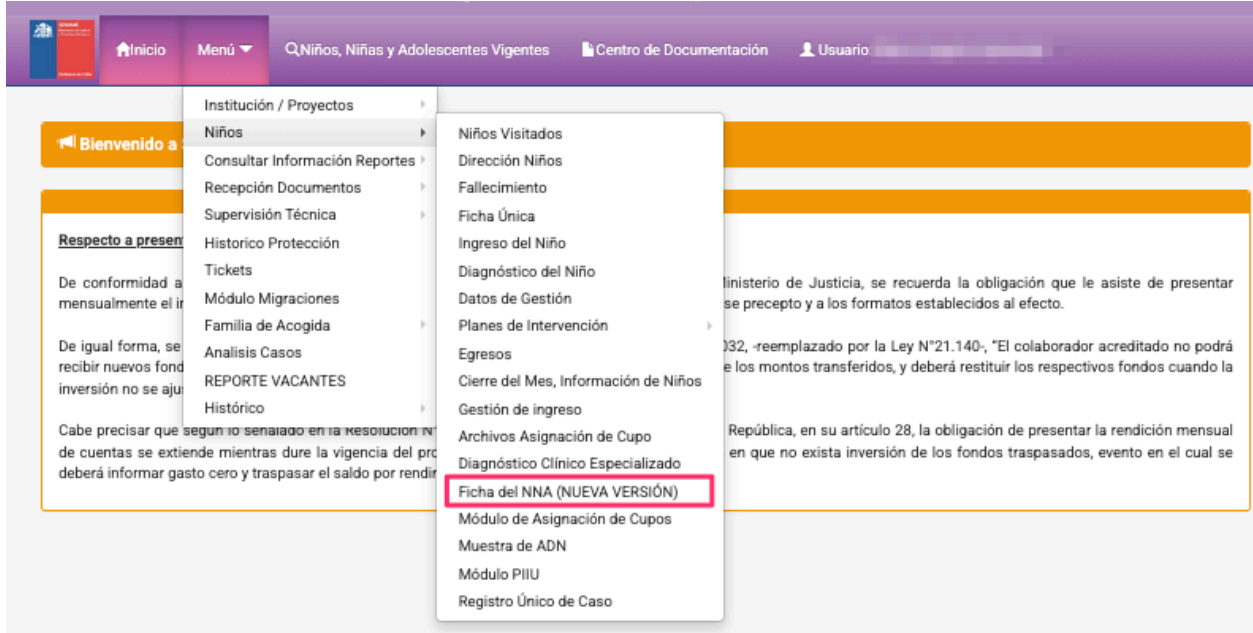 SENAME
Inicio
Menú
Niños, Niñas y Adolescentes Vigentes
Centro de Documentación
Usuario
Bienvenido a
Institución / Proyectos
Niños
Consultar Información Reportes
Recepción Documentos
Supervisión Técnica
Historico Protección
Tickets
Módulo Migraciones
Familia de Acogida
Analisis Casos
REPORTE VACANTES
Histórico
Niños Visitados
Dirección Niños
Fallecimiento
Ficha Única
Ingreso del Niño
Diagnóstico del Niño
Datos de Gestión
Planes de Intervención
Egresos
Cierre del Mes, Información de Niños
Gestión de ingreso
Archivos Asignación de Cupo
Diagnóstico Clínico Especializado
Ficha del NNA (NUEVA VERSIÓN)
Módulo de Asignación de Cupos
Muestra de ADN
Módulo PIIU
Registro Único de Caso
Respecto a presen
De conformidad a Ministerio de Justicia, se recuerda la obligación que le asiste de presentar
mensualmente el in se precepto y a los formatos establecidos al efecto.
De igual forma, se 032, -reemplazado por la Ley N°21.140-, "El colaborador acreditado no podrá
recibir nuevos fond e los montos transferidos, y deberá restituir los respectivos fondos cuando la
inversión no se aju
Cabe precisar que según lo señalado en la Resolución N° República, en su artículo 28, la obligación de presentar la rendición mensual
de cuentas se extiende mientras dure la vigencia del pro en que no exista inversión de los fondos traspasados, evento en el cual se
deberá informar gasto cero y traspasar el saldo por rendir